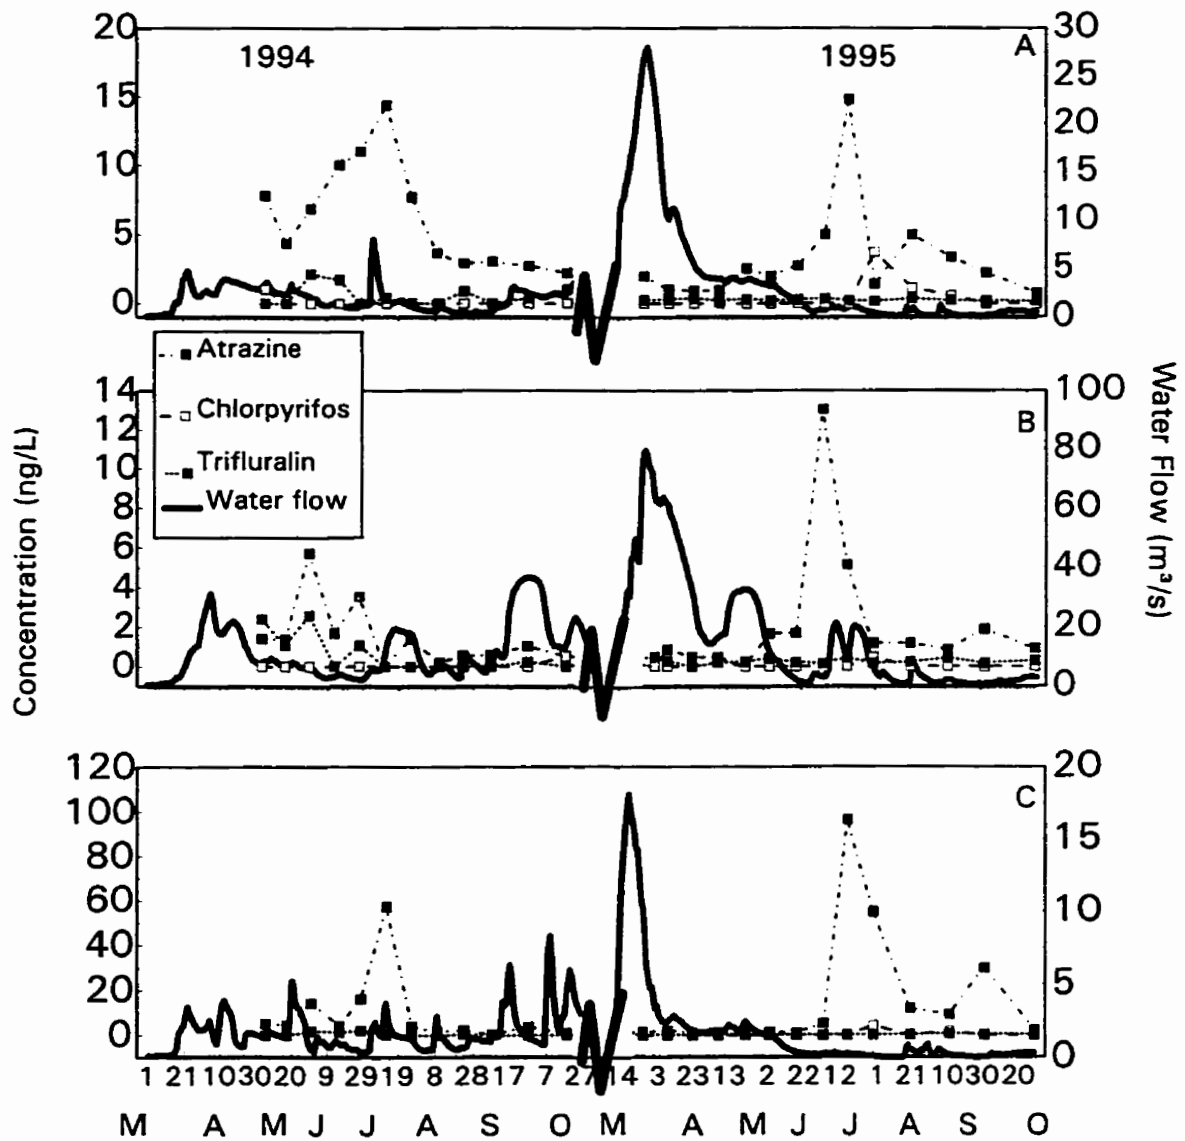 20 30
1994 1995 A
25
15
20
10 15
10
5
5
0
0
Atrazine
Chlorpyrifos
Trifluralin
Water flow
14 100
12 B
80
10
8 60
6
40
4
2 20
0
0
Concentration (ng/L)
Water Flow (m³/s)
120 20
C
100
15
80
60 10
40
5
20
0
0
1 21 10 30 20 9 29 19 8 28 17 7 27 14 3 23 13 2 22 12 1 21 10 30 20
M A M J J A S O M A M J J A S O